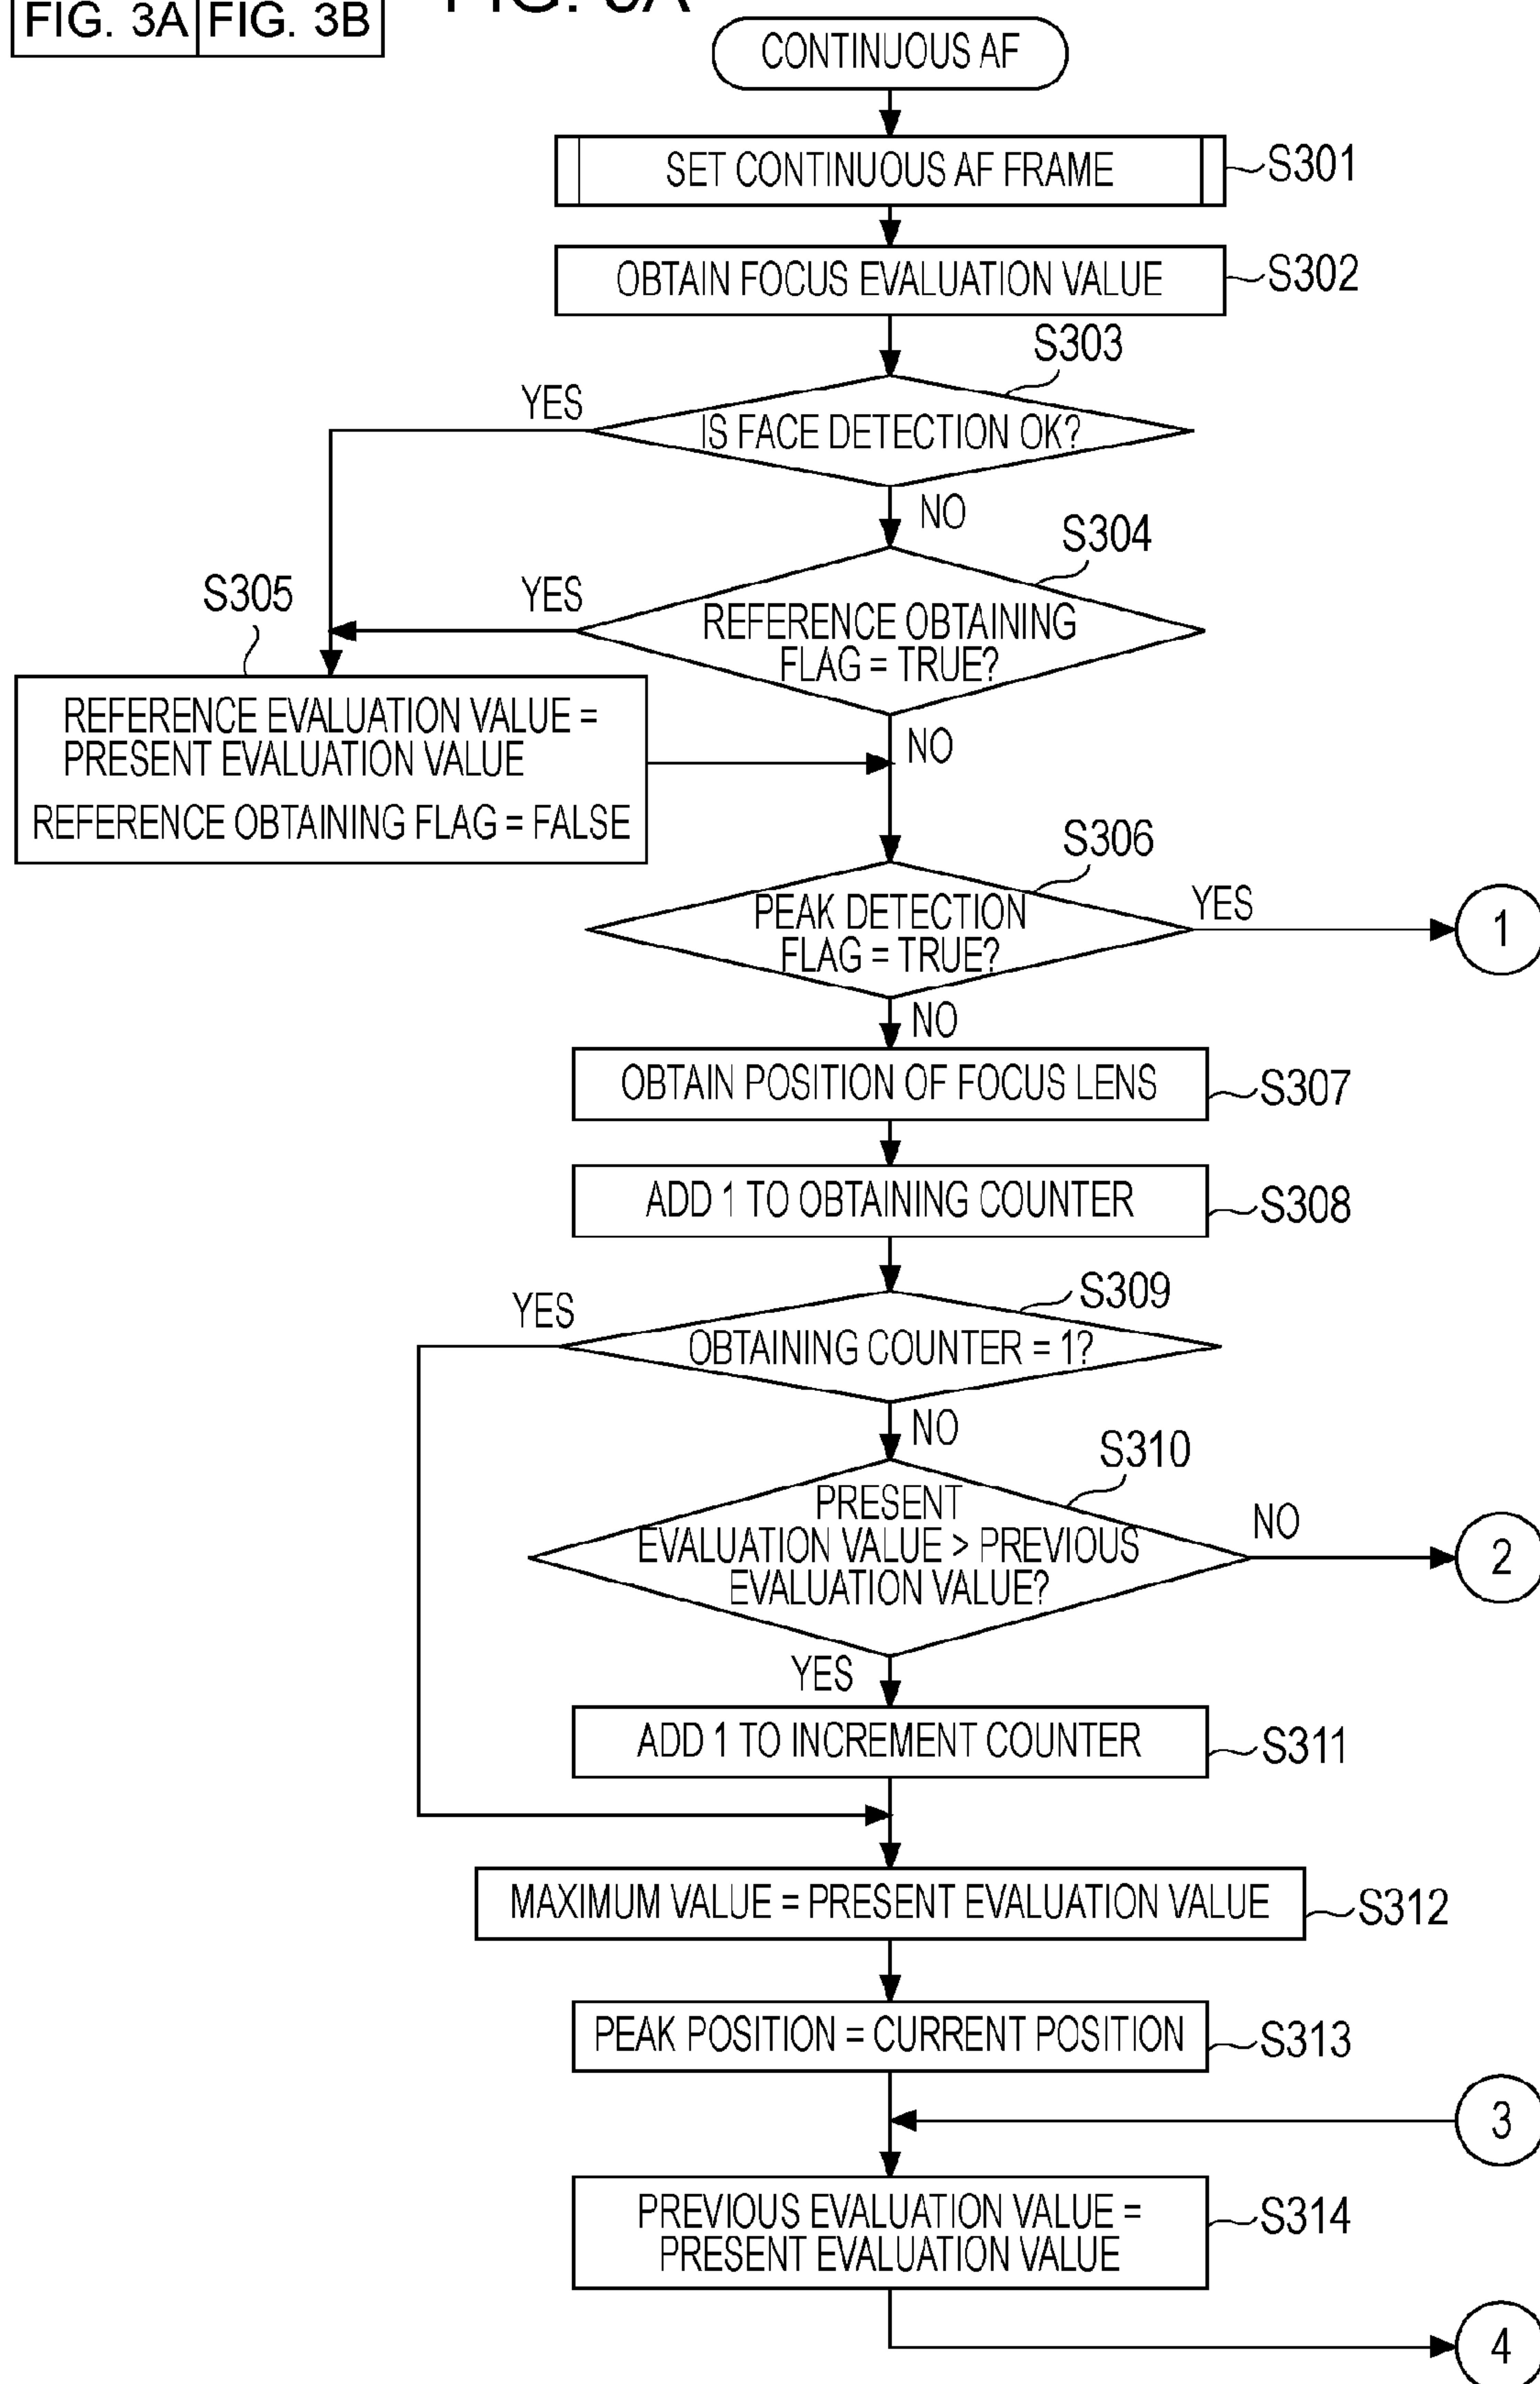 FIG. 3A FIG. 3B
FIG. 3A
CONTINUOUS AF
SET CONTINUOUS AF FRAME
S301
OBTAIN FOCUS EVALUATION VALUE
S302
S303
YES
IS FACE DETECTION OK?
NO
S304
S305
YES
REFERENCE OBTAINING
FLAG = TRUE?
REFERENCE EVALUATION VALUE =
PRESENT EVALUATION VALUE
REFERENCE OBTAINING FLAG = FALSE
NO
S306
PEAK DETECTION
FLAG = TRUE?
YES
1
NO
OBTAIN POSITION OF FOCUS LENS
S307
ADD 1 TO OBTAINING COUNTER
S308
S309
YES
OBTAINING COUNTER = 1?
NO
S310
PRESENT
EVALUATION VALUE > PREVIOUS
EVALUATION VALUE?
NO
2
YES
ADD 1 TO INCREMENT COUNTER
S311
MAXIMUM VALUE = PRESENT EVALUATION VALUE
S312
PEAK POSITION = CURRENT POSITION
S313
3
PREVIOUS EVALUATION VALUE =
PRESENT EVALUATION VALUE
S314
4